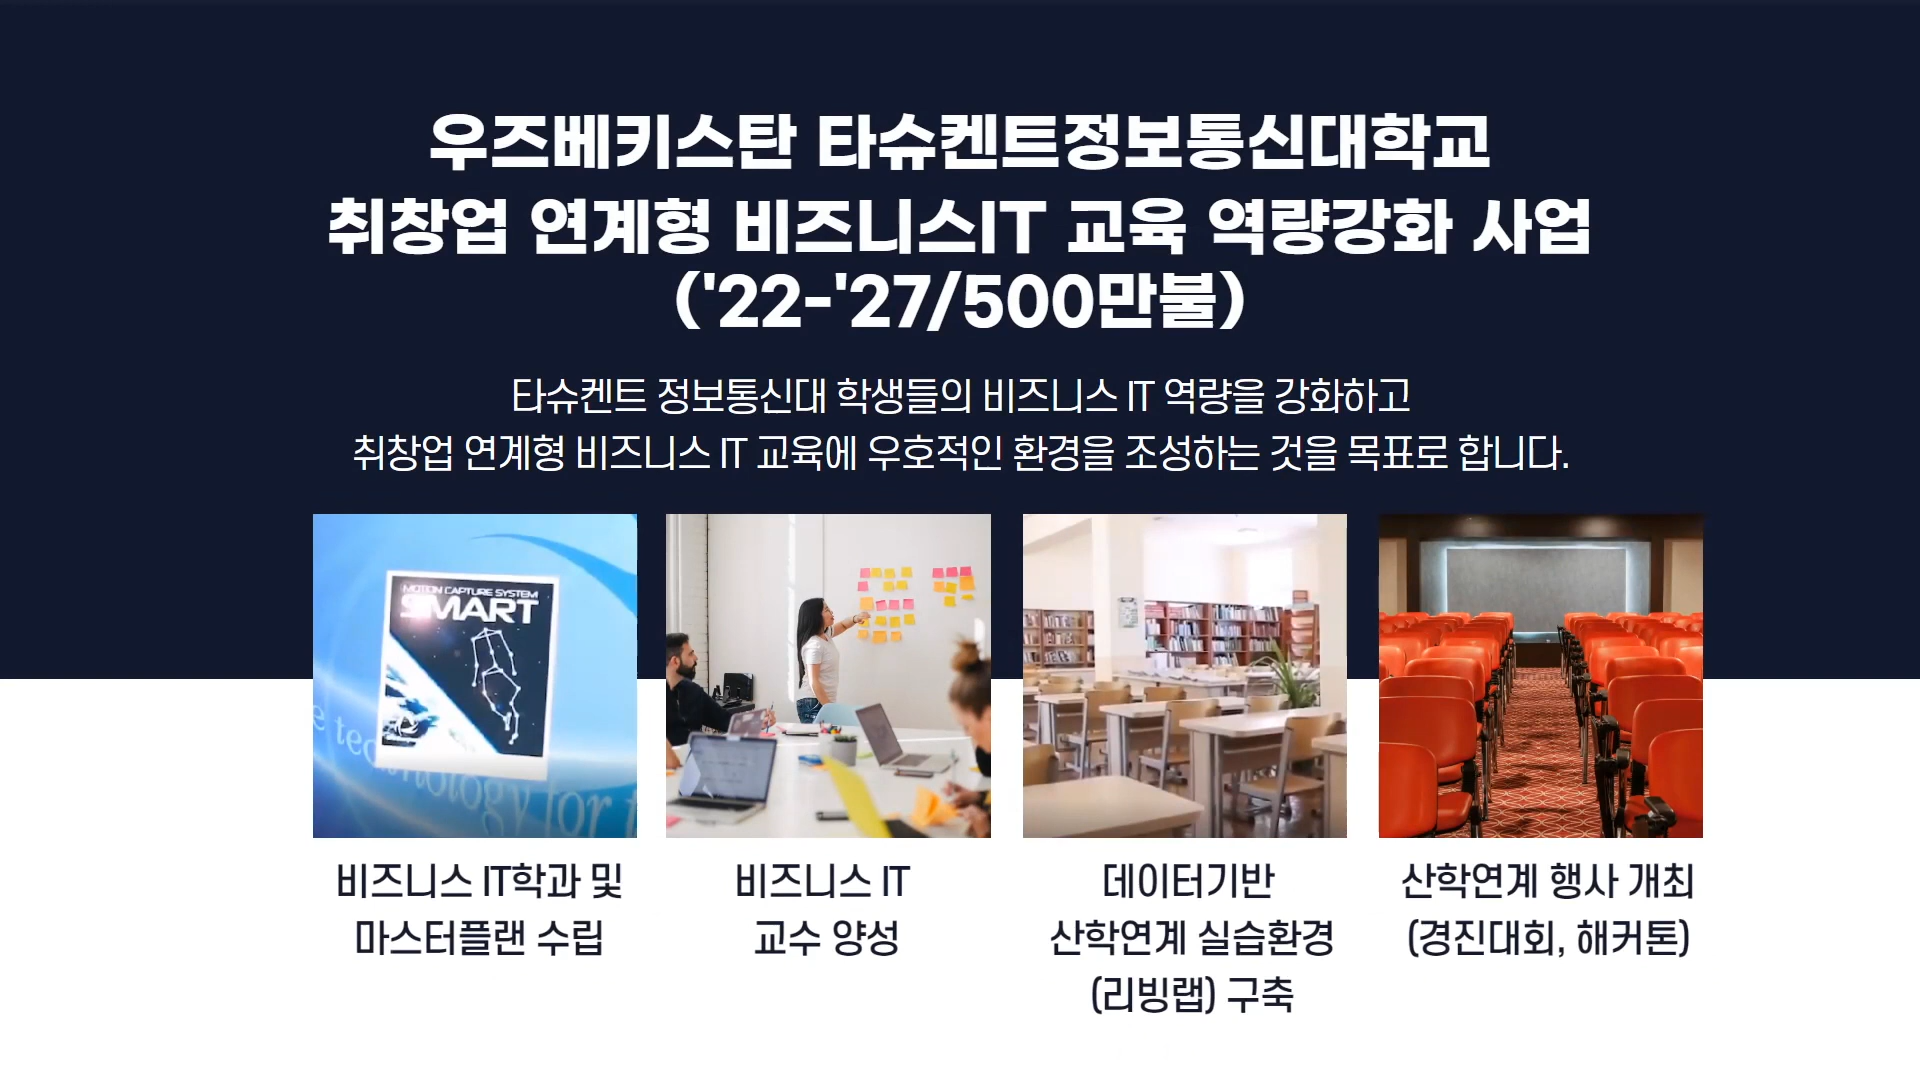 우즈베키스탄 타슈켄트정보통신대학교
취창업 연계형 비즈니스IT 교육 역량강화 사업
('22-'27/500만불)
타슈켄트 정보통신대 학생들의 비즈니스 IT 역량을 강화하고
취창업 연계형 비즈니스 IT 교육에 우호적인 환경을 조성하는 것을 목표로 합니다.
MOTION CAPTURE SYSTEM
SMART
technology for
비즈니스 IT학과 및
마스터플랜 수립
비즈니스 IT
교수 양성
데이터기반
산학연계 실습환경
(리빙랩) 구축
산학연계 행사 개최
(경진대회, 해커톤)